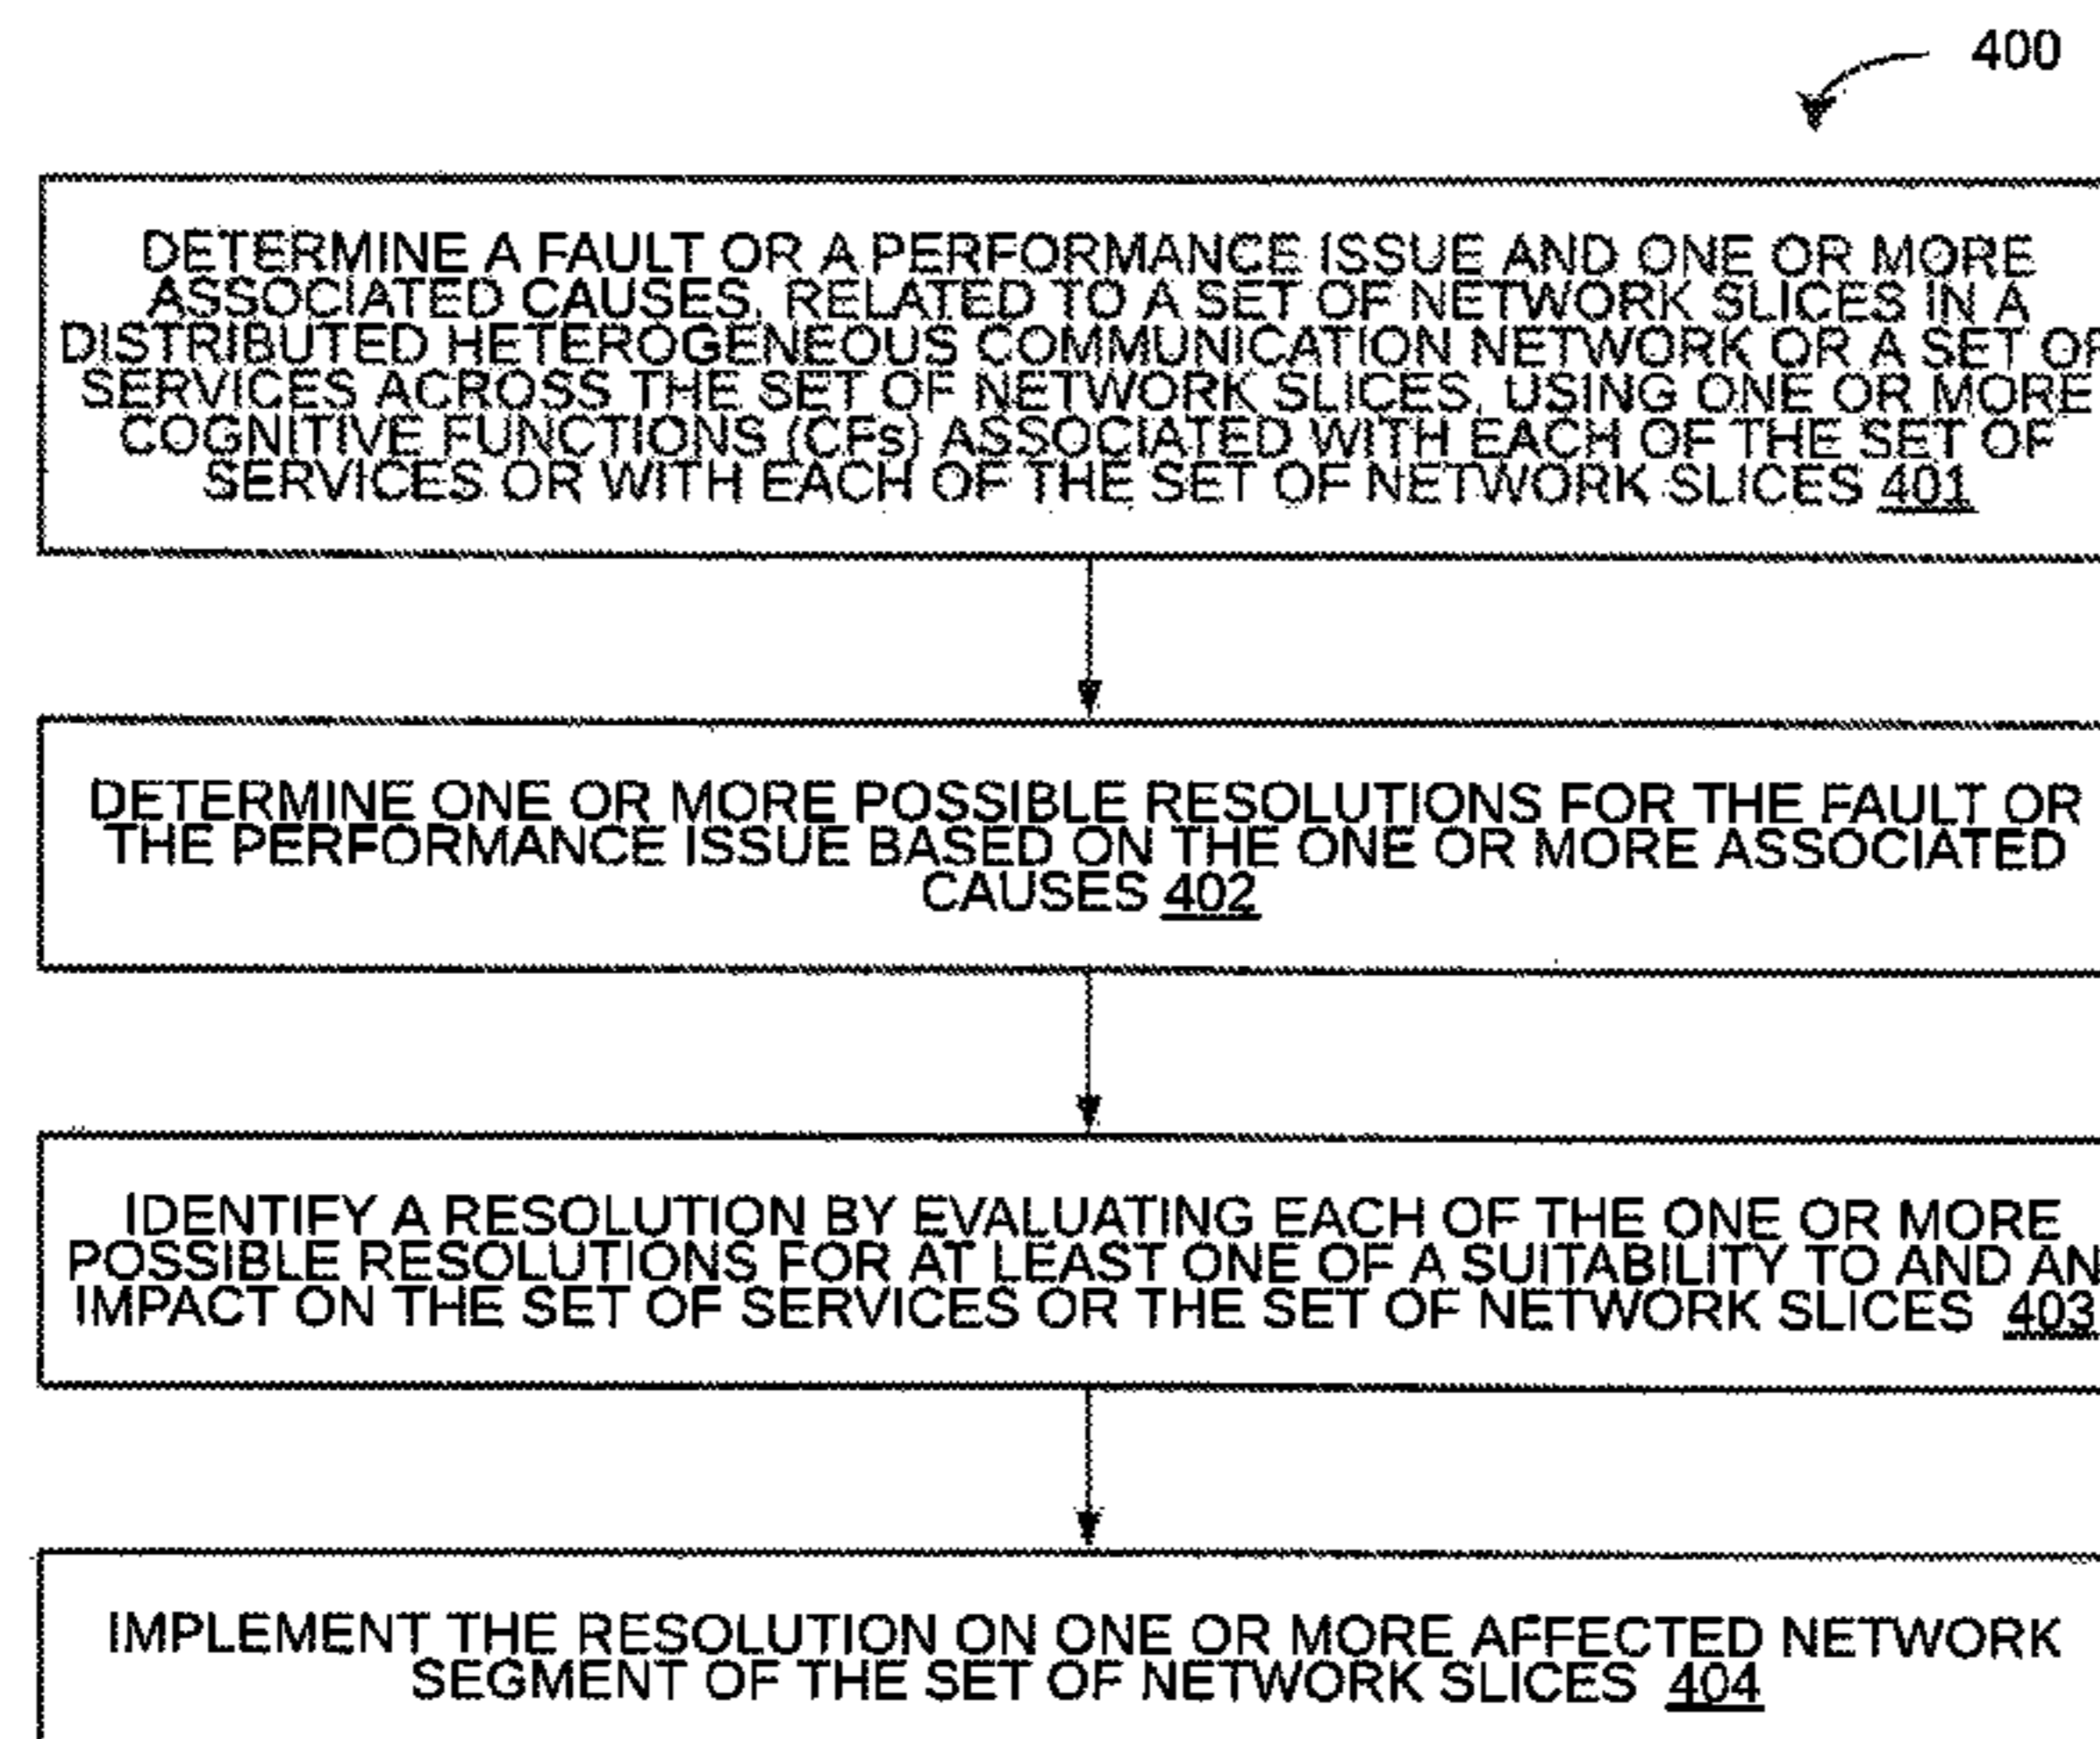 400
DETERMINE A FAULT OR A PERFORMANCE ISSUE AND ONE OR MORE
ASSOCIATED CAUSES, RELATED TO A SET OF NETWORK SLICES IN A
DISTRIBUTED HETEROGENEOUS COMMUNICATION NETWORK OR A SET OF
SERVICES ACROSS THE SET OF NETWORK SLICES, USING ONE OR MORE
COGNITIVE FUNCTIONS (CFs) ASSOCIATED WITH EACH OF THE SET OF
SERVICES OR WITH EACH OF THE SET OF NETWORK SLICES 401
DETERMINE ONE OR MORE POSSIBLE RESOLUTIONS FOR THE FAULT OR
THE PERFORMANCE ISSUE BASED ON THE ONE OR MORE ASSOCIATED
CAUSES 402
IDENTIFY A RESOLUTION BY EVALUATING EACH OF THE ONE OR MORE
POSSIBLE RESOLUTIONS FOR AT LEAST ONE OF A SUITABILITY TO AND AN
IMPACT ON THE SET OF SERVICES OR THE SET OF NETWORK SLICES 403
IMPLEMENT THE RESOLUTION ON ONE OR MORE AFFECTED NETWORK
SEGMENT OF THE SET OF NETWORK SLICES 404